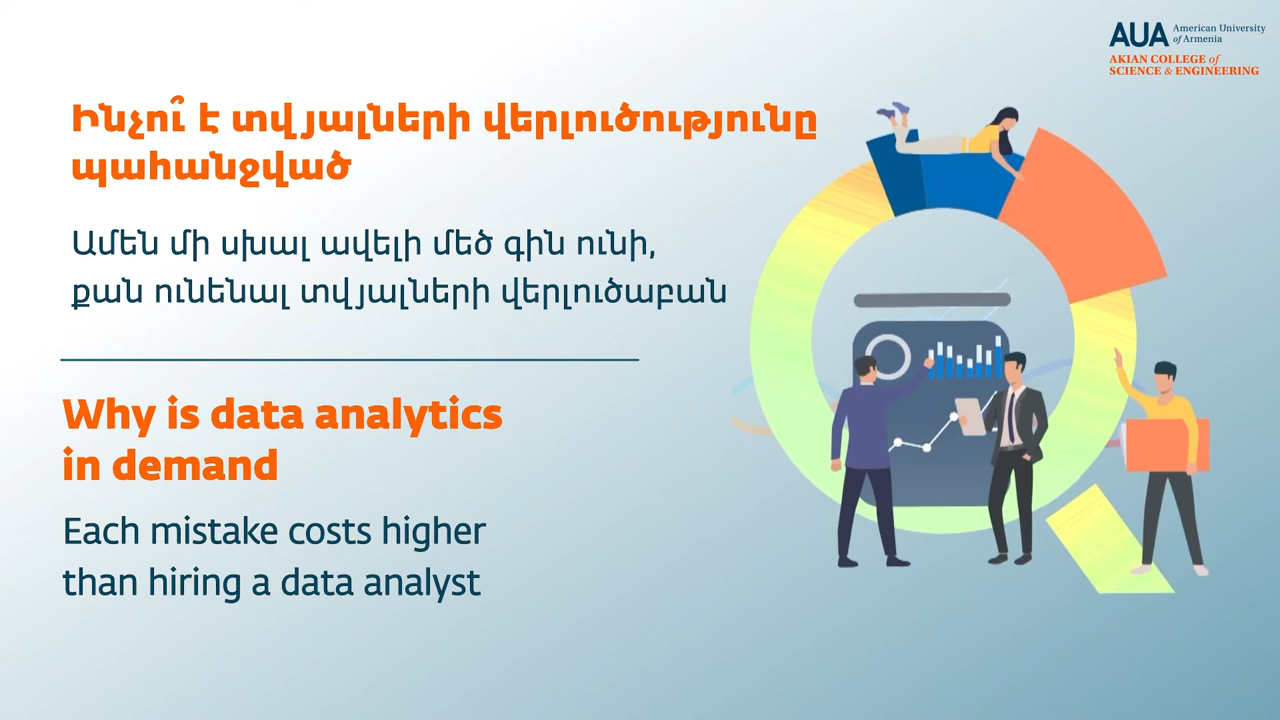 AUA American University
of Armenia
AKIAN COLLEGE of
SCIENCE & ENGINEERING
Ինչու՞ է տվյալների վերլուծությունը
պահանջված
Ամեն մի սխալ ավելի մեծ գին ունի,
քան ունենալ տվյալների վերլուծաբան
Why is data analytics
in demand
Each mistake costs higher
than hiring a data analyst